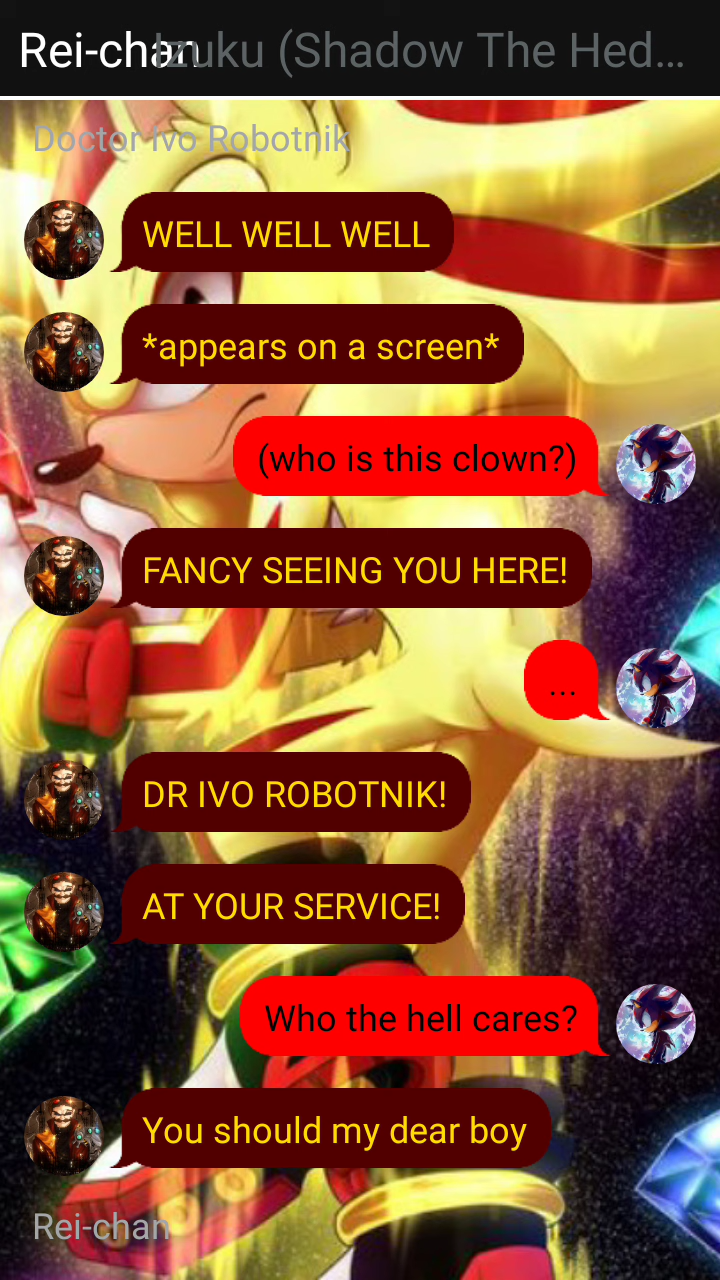 Rei-chan
Izuku (Shadow The Hed...
Doctor Ivo Robotnik
WELL WELL WELL
*appears on a screen*
(who is this clown?)
FANCY SEEING YOU HERE!
...
DR IVO ROBOTNIK!
AT YOUR SERVICE!
Who the hell cares?
You should my dear boy
Rei-chan